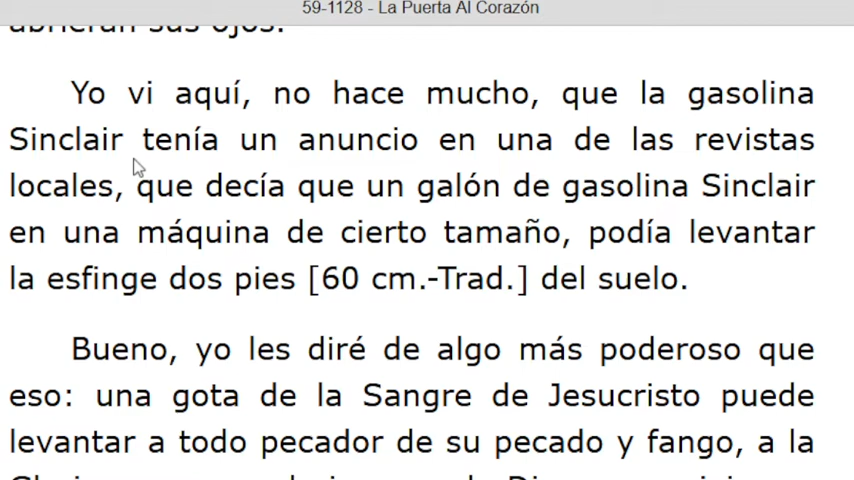 59-1128 - La Puerta Al Corazón
abrieran sus ojos.
Yo vi aquí, no hace mucho, que la gasolina
Sinclair tenía un anuncio en una de las revistas
locales, que decía que un galón de gasolina Sinclair
en una máquina de cierto tamaño, podía levantar
la esfinge dos pies [60 cm.-Trad.] del suelo.
Bueno, yo les diré de algo más poderoso que
eso: una gota de la Sangre de Jesucristo puede
levantar a todo pecador de su pecado y fango, a la